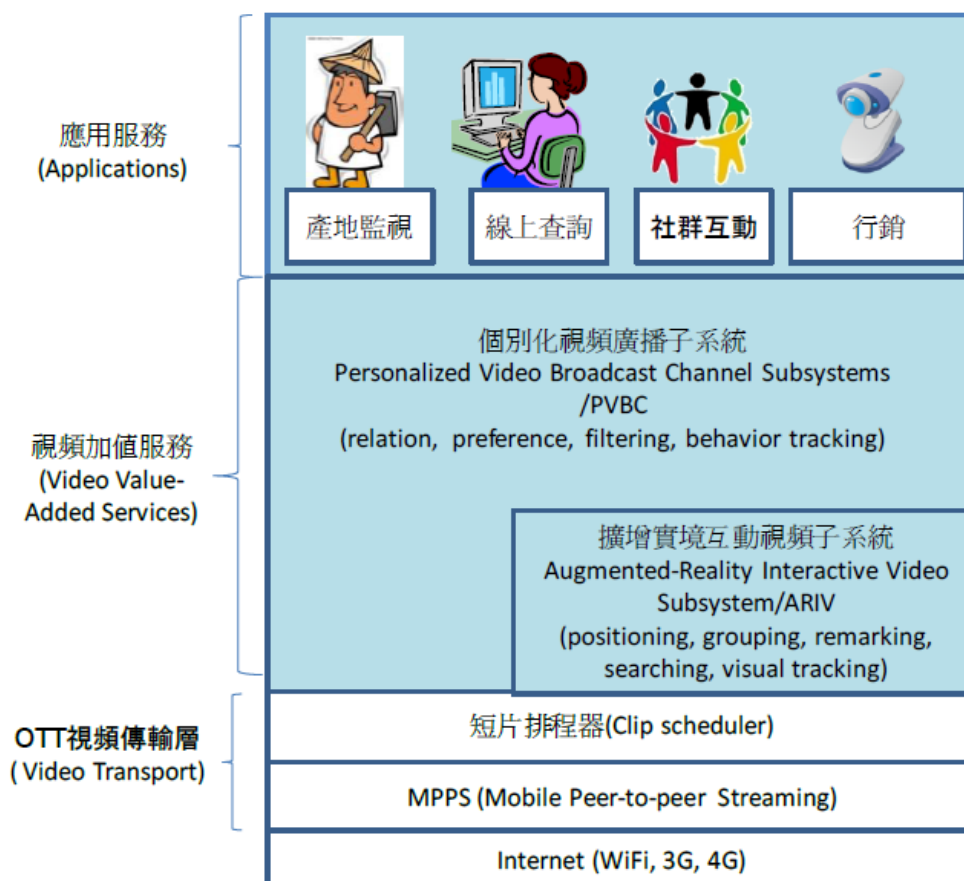 應用服務
(Applications)
產地監視
線上查詢
社群互動
行銷
視頻加值服務
(Video Value-
Added Services)
個別化視頻廣播子系統
Personalized Video Broadcast Channel Subsystems
/PVBC
(relation, preference, filtering, behavior tracking)
擴增實境互動視頻子系統
Augmented-Reality Interactive Video
Subsystem/ARIV
(positioning, grouping, remarking,
searching, visual tracking)
OTT視頻傳輸層
( Video Transport)
短片排程器(Clip scheduler)
MPPS (Mobile Peer-to-peer Streaming)
Internet (WiFi, 3G, 4G)